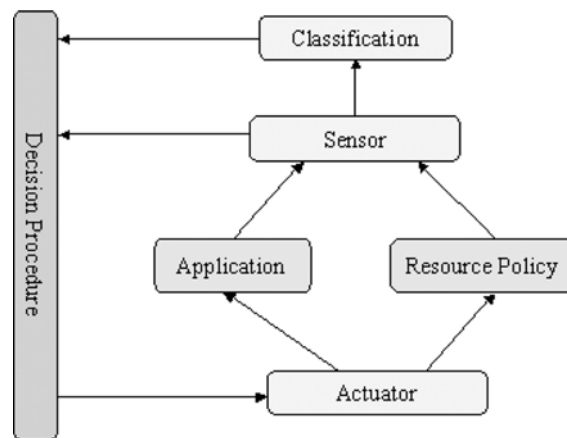 Classification
Sensor
Decision Procedure
Application
Resource Policy
Actuator